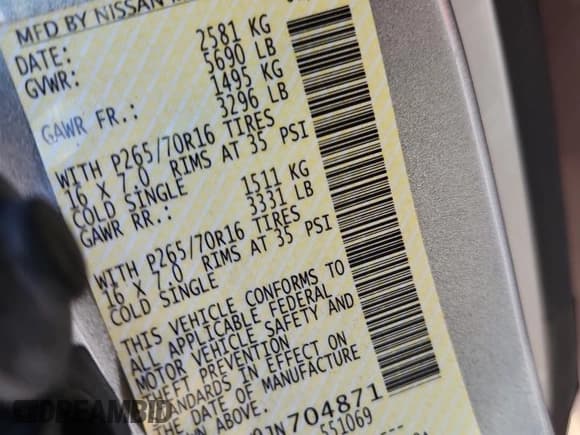 MFD BY NISSAN
DATE:
GVWR: 2581 KG
5690 LB
GAWR FR.: 1495 KG
3296 LB
WITH P265/70R16 TIRES
16 X 7.0 RIMS AT 35 PSI
COLD SINGLE
GAWR RR.: 1511 KG
3331 LB
WITH P265/70R16 TIRES
16 X 7.0 RIMS AT 35 PSI
COLD SINGLE
THIS VEHICLE CONFORMS TO
ALL APPLICABLE FEDERAL
MOTOR VEHICLE SAFETY AND
THEFT PREVENTION
STANDARDS IN EFFECT ON
THE DATE OF MANUFACTURE
ABOVE.
704871
551069
DREAMBID